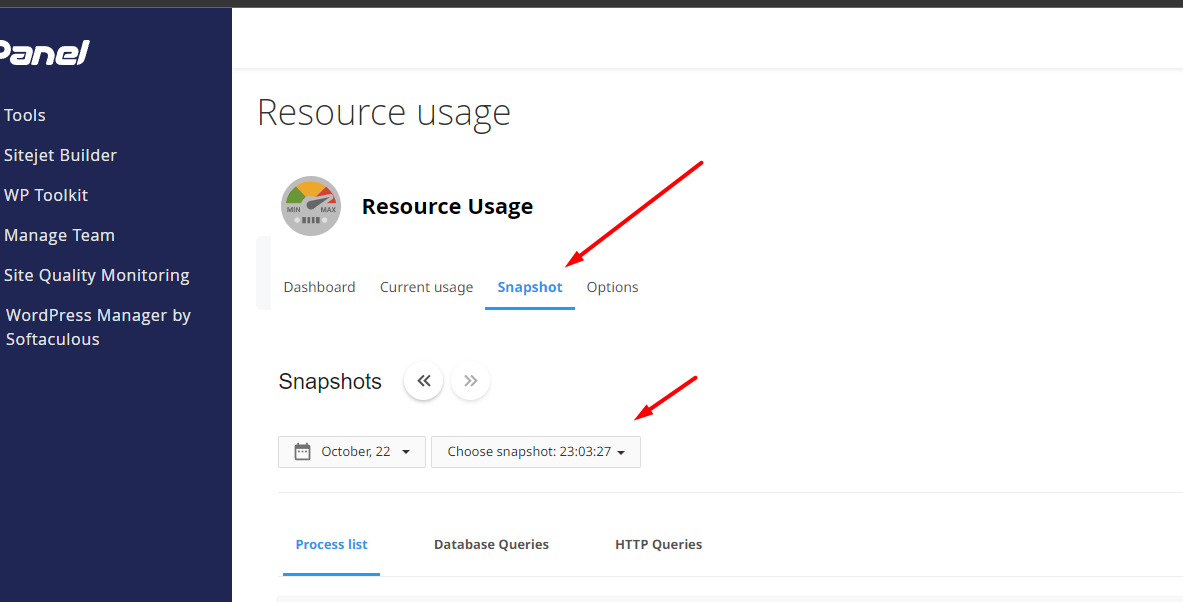 Panel
Tools
Sitejet Builder
WP Toolkit
Manage Team
Site Quality Monitoring
WordPress Manager by
Softaculous
Resource usage
MIN MAX
Resource Usage
Dashboard Current usage Snapshot Options
Snapshots
October, 22 Choose snapshot: 23:03:27
Process list Database Queries HTTP Queries